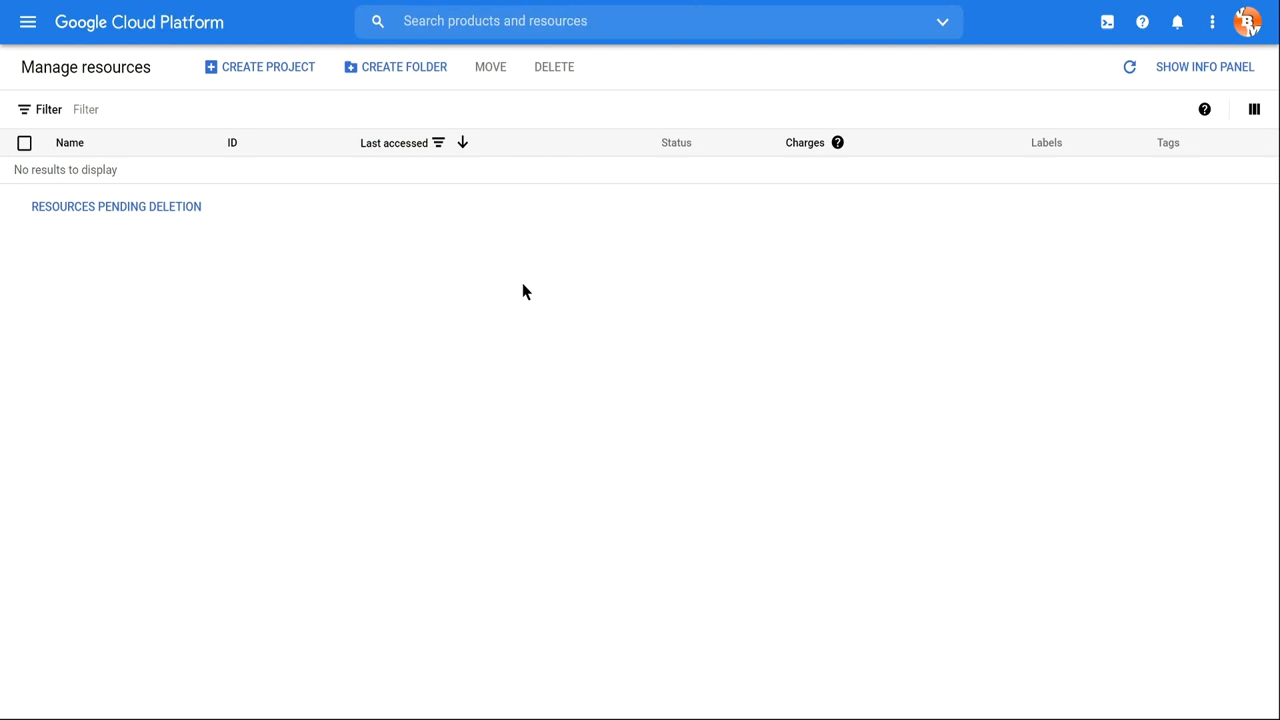 Google Cloud Platform
Search products and resources
Manage resources
CREATE PROJECT
CREATE FOLDER
MOVE
DELETE
SHOW INFO PANEL
Filter Filter
Name ID Last accessed Status Charges Labels Tags
No results to display
RESOURCES PENDING DELETION